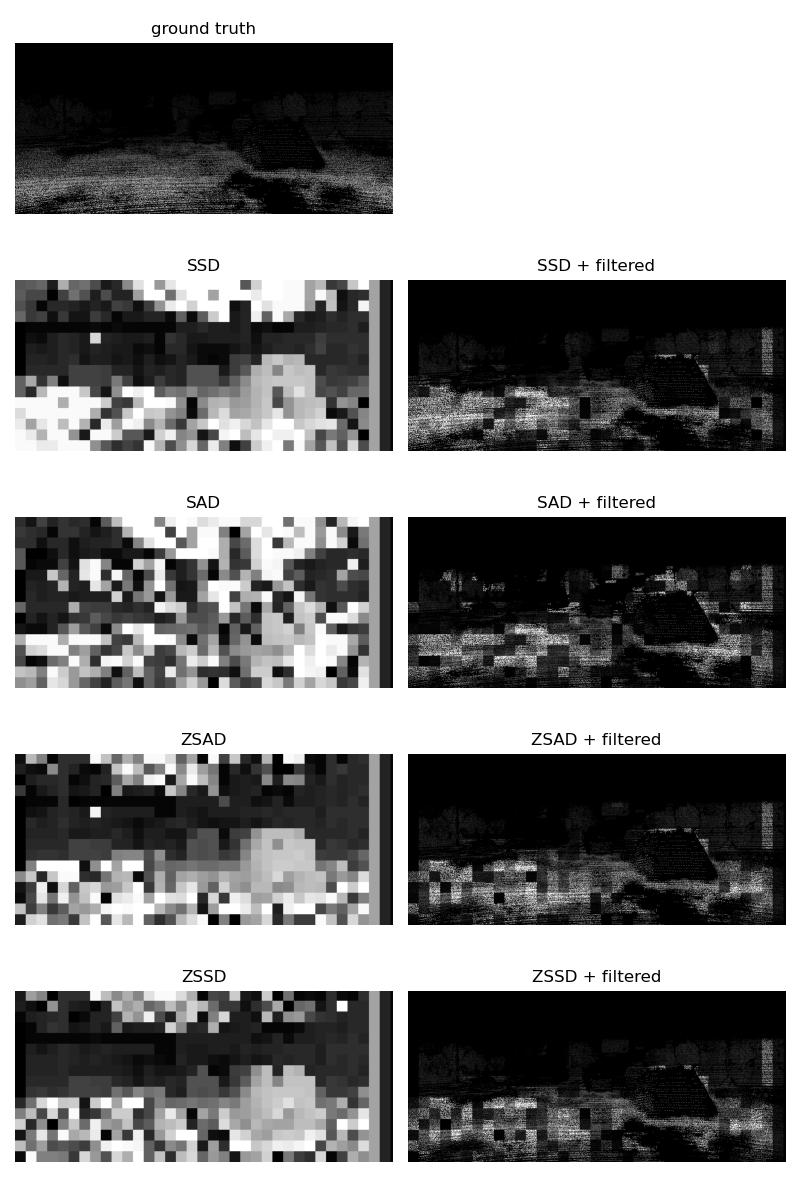 ground truth
SSD
SSD + filtered
SAD
SAD + filtered
ZSAD
ZSAD + filtered
ZSSD
ZSSD + filtered